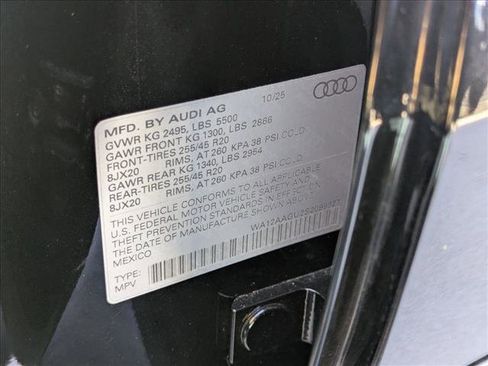 MFD. BY AUDI AG 10/25
GVWR KG 2495, LBS 5500
GAWR FRONT KG 1300, LBS 2866
FRONT-TIRES 255/45 R20
8JX20 RIMS, AT 260 KPA 38 PSI.COLD
GAWR REAR KG 1340, LBS 2954
REAR-TIRES 255/45 R20
8JX20 RIMS, AT 260 KPA 38 PSI.COLD
THIS VEHICLE CONFORMS TO ALL APPLICABLE
U.S. FEDERAL MOTOR VEHICLE SAFETY AND
THEFT PREVENTION STANDARDS IN EFFECT ON
THE DATE OF MANUFACTURE SHOWN ABOVE.
MEXICO
TYPE:
MPV